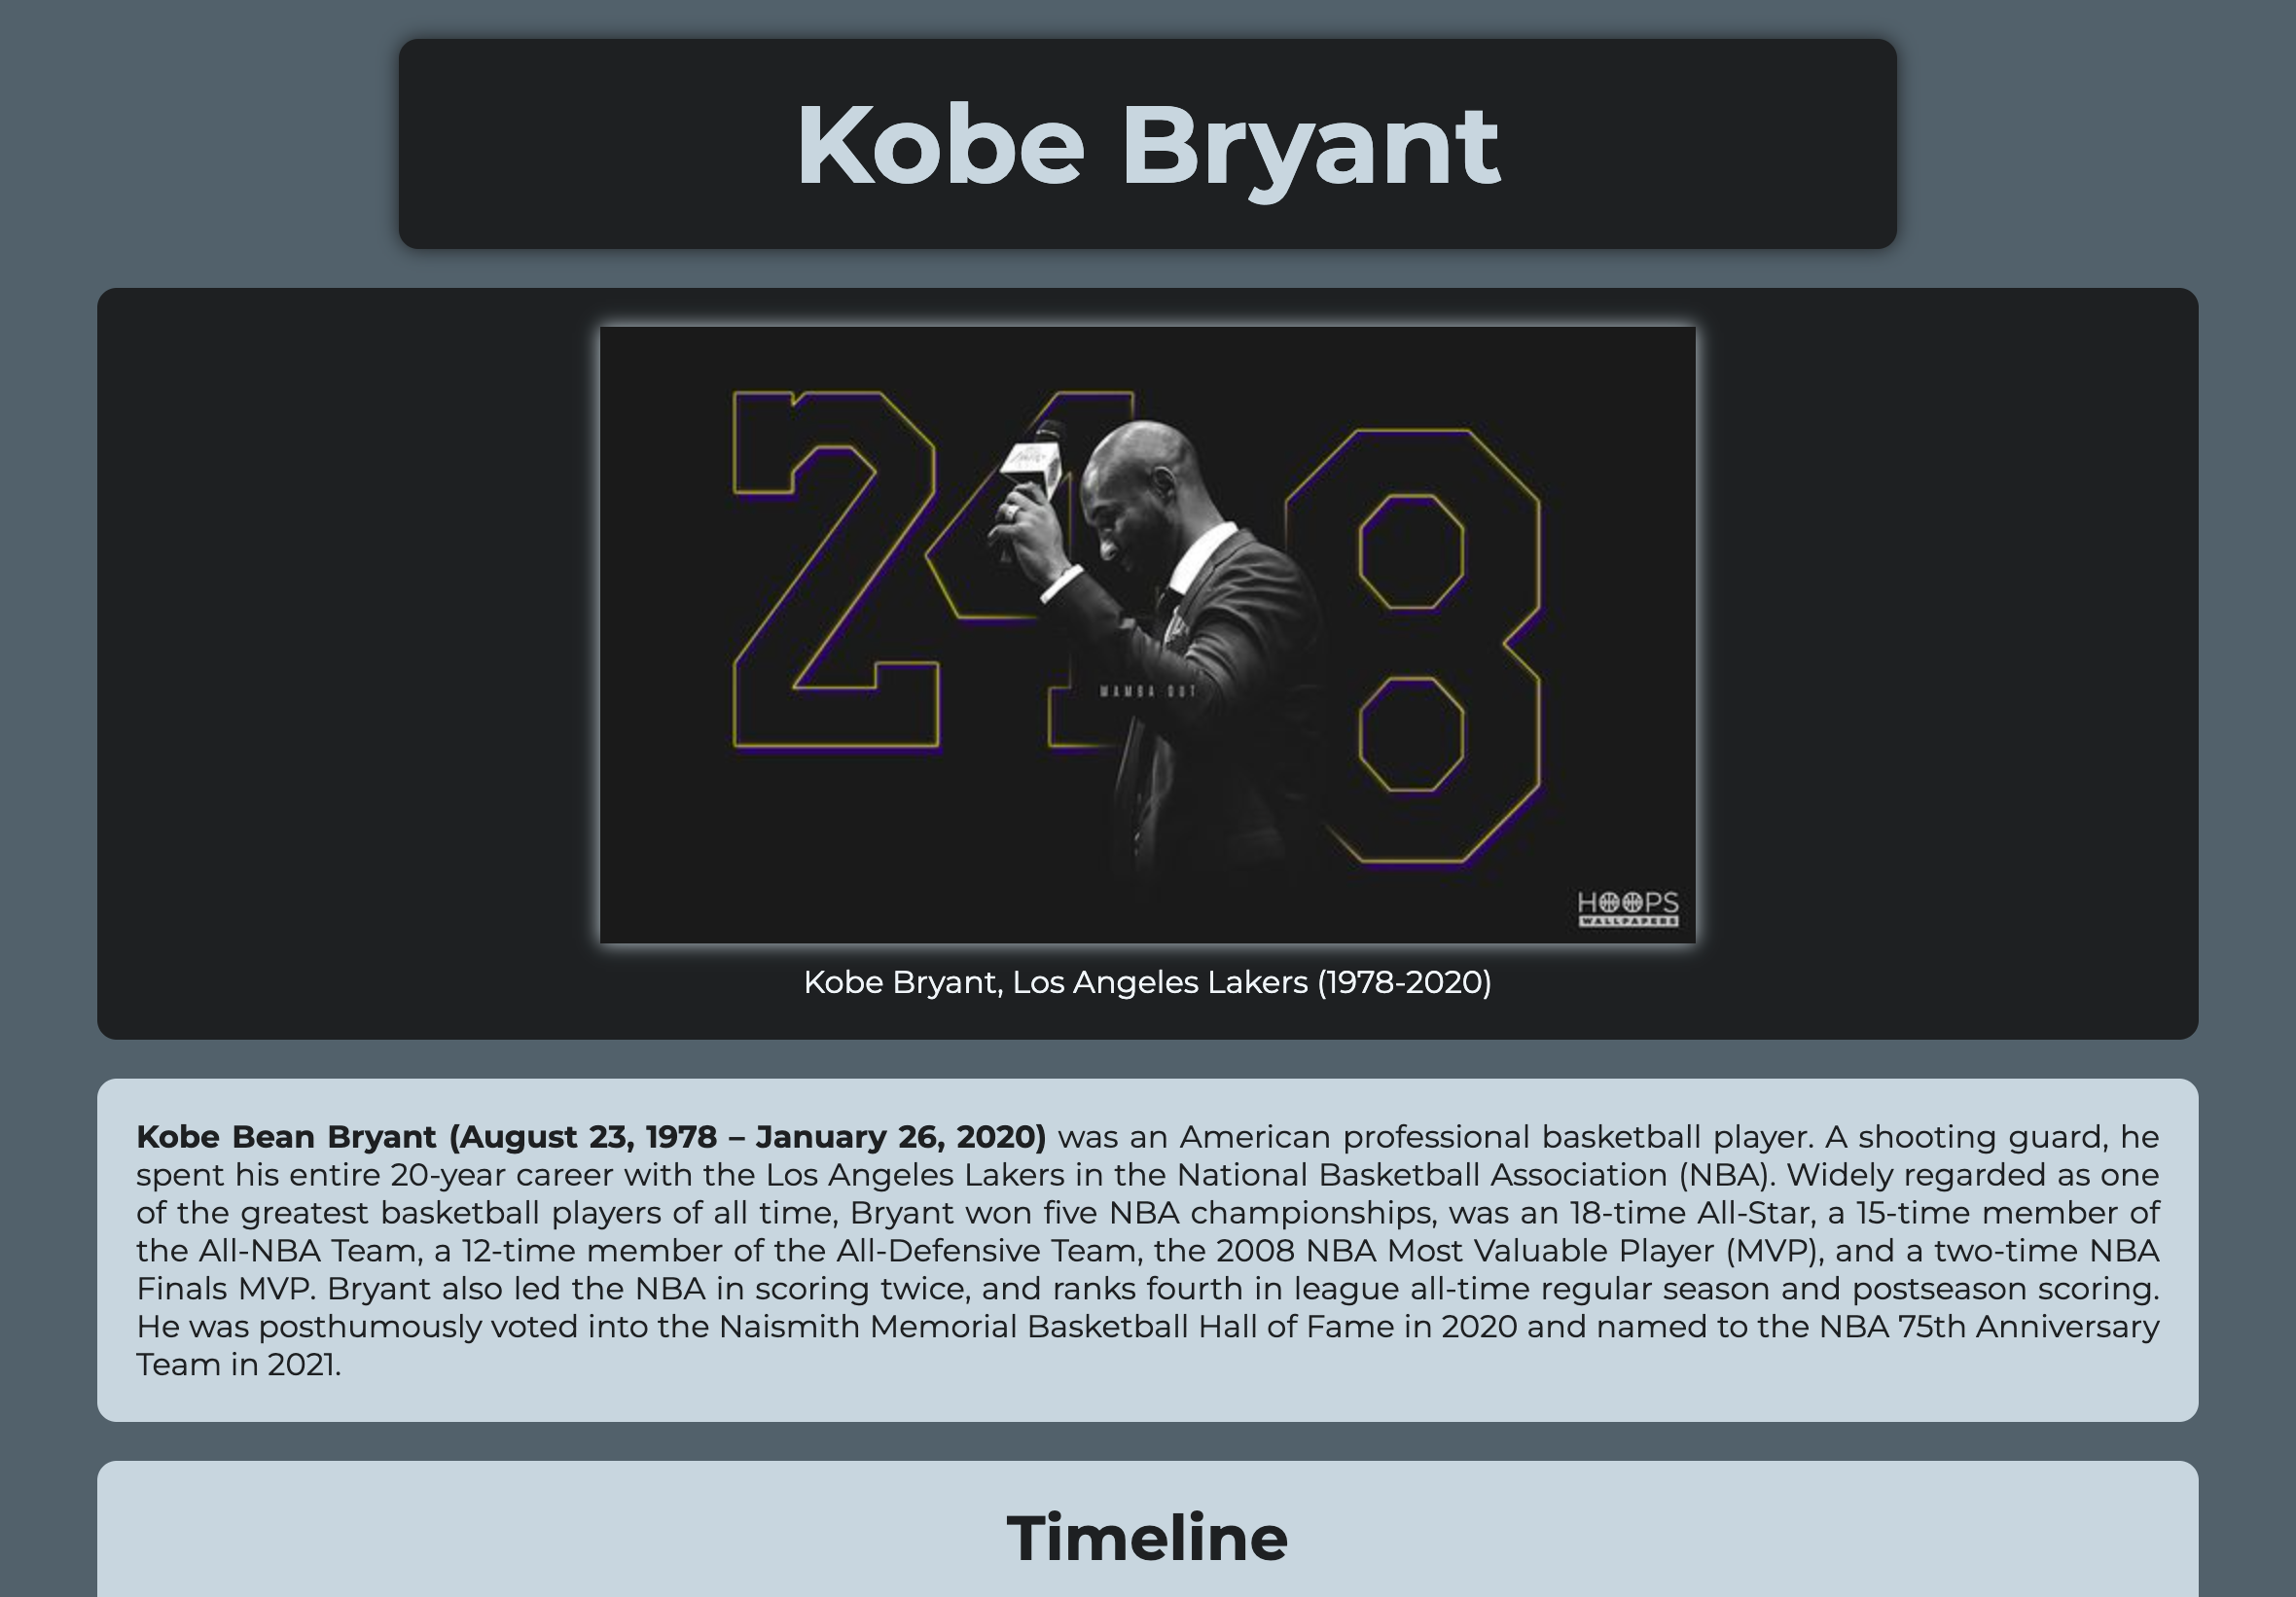 Kobe Bryant
24
8
MAMBA OUT
HOOPS
WALLPAPERS
Kobe Bryant, Los Angeles Lakers (1978-2020)
Kobe Bean Bryant (August 23, 1978 – January 26, 2020) was an American professional basketball player. A shooting guard, he
spent his entire 20-year career with the Los Angeles Lakers in the National Basketball Association (NBA). Widely regarded as one
of the greatest basketball players of all time, Bryant won five NBA championships, was an 18-time All-Star, a 15-time member of
the All-NBA Team, a 12-time member of the All-Defensive Team, the 2008 NBA Most Valuable Player (MVP), and a two-time NBA
Finals MVP. Bryant also led the NBA in scoring twice, and ranks fourth in league all-time regular season and postseason scoring.
He was posthumously voted into the Naismith Memorial Basketball Hall of Fame in 2020 and named to the NBA 75th Anniversary
Team in 2021.
Timeline